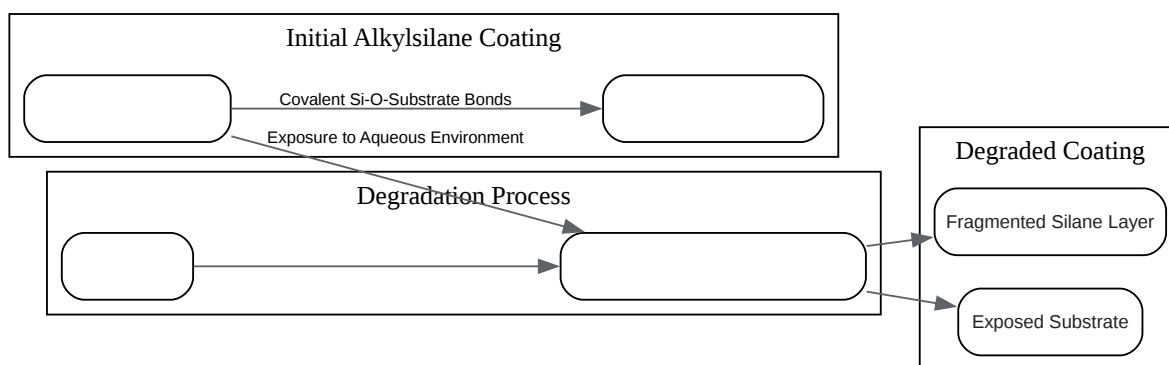 Initial Alkylsilane Coating
Covalent Si-O-Substrate Bonds
Exposure to Aqueous Environment
Degradation Process
Degraded Coating
Fragmented Silane Layer
Exposed Substrate